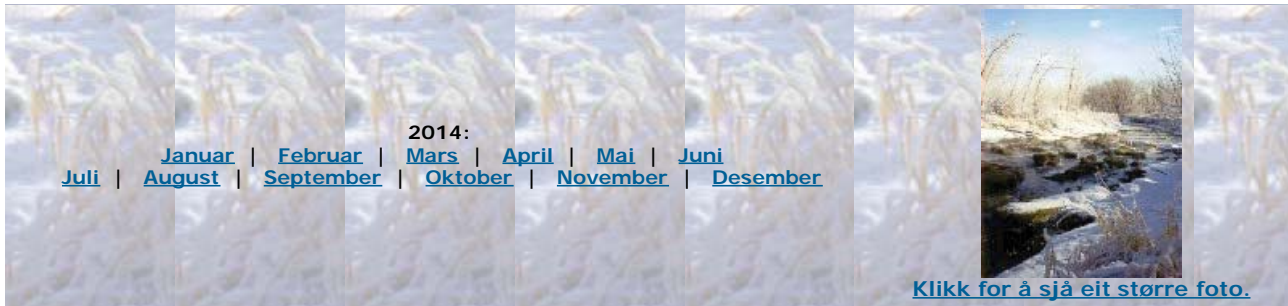 2014:
Januar | Februar | Mars | April | Mai | Juni
Juli | August | September | Oktober | November | Desember
Klikk for å sjå eit større foto.